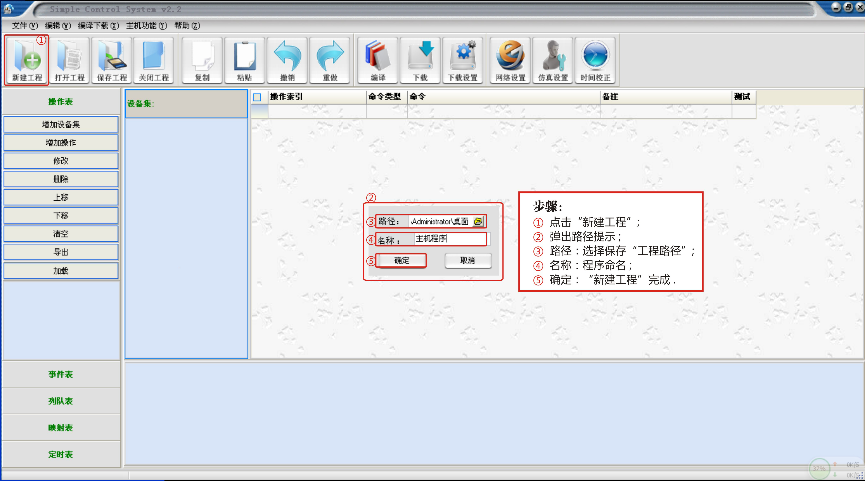 Simple Control System v2.2
文件(V) 编辑(W) 编译下载(X) 主机功能(Y) 帮助(Z)
①
新建工程 打开工程 保存工程 关闭工程 复制 粘贴 撤销 重做 编译 下载 下载设置 网络设置 仿真设置 时间校正
操作表 设备集: 操作索引 命令类型 命令 备注 测试
增加设备集
增加操作
修改
删除
上移
下移
清空
导出
加载
②
③ 路径： \Administrator\桌面
④ 名称： 主机程序
⑤ 确定 取消
步骤:
① 点击“新建工程”；
② 弹出路径提示；
③ 路径：选择保存“工程路径”；
④ 名称：程序命名；
⑤ 确定：“新建工程”完成．
事件表
列队表
映射表
定时表